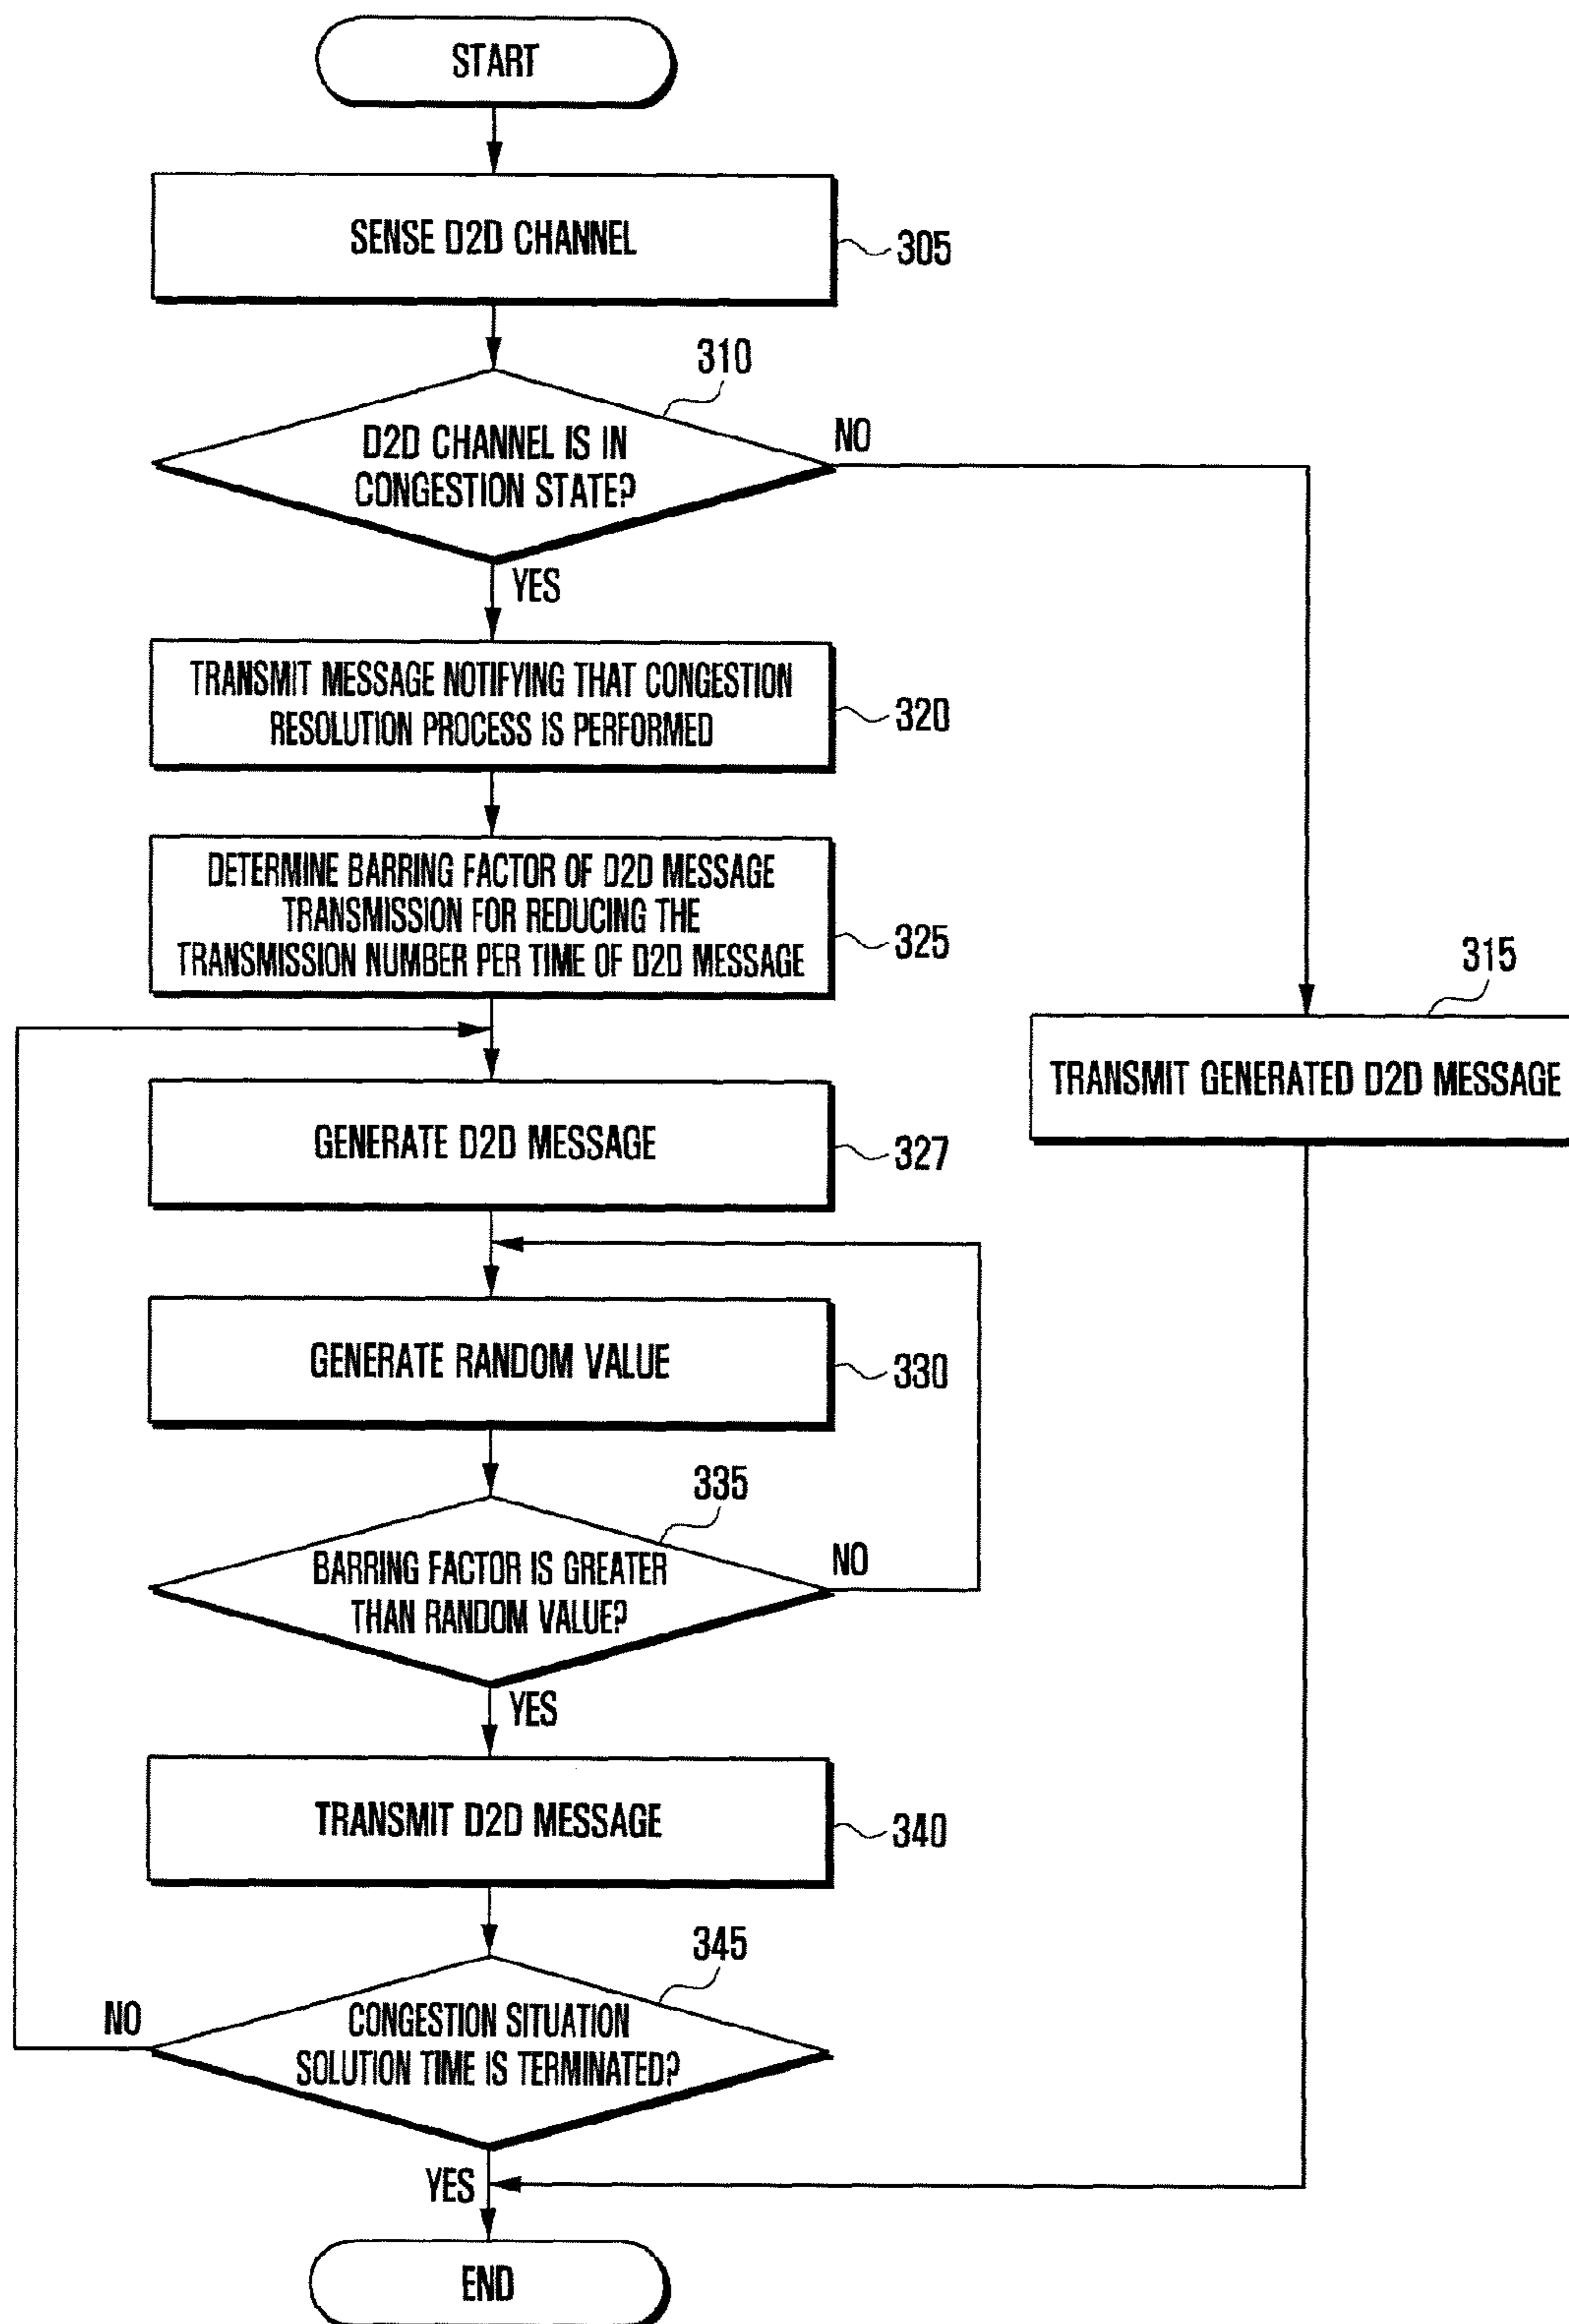 START
SENSE D2D CHANNEL
305
310
D2D CHANNEL IS IN
CONGESTION STATE?
NO
YES
TRANSMIT MESSAGE NOTIFYING THAT CONGESTION
RESOLUTION PROCESS IS PERFORMED
320
DETERMINE BARRING FACTOR OF D2D MESSAGE
TRANSMISSION FOR REDUCING THE
TRANSMISSION NUMBER PER TIME OF D2D MESSAGE
325
315
TRANSMIT GENERATED D2D MESSAGE
GENERATE D2D MESSAGE
327
GENERATE RANDOM VALUE
330
335
BARRING FACTOR IS GREATER
THAN RANDOM VALUE?
NO
YES
TRANSMIT D2D MESSAGE
340
345
CONGESTION SITUATION
SOLUTION TIME IS TERMINATED?
NO
YES
END